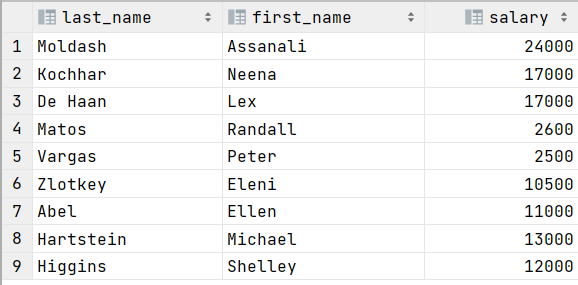 last_name first_name salary
1 Moldash Assanali 24000
2 Kochhar Neena 17000
3 De Haan Lex 17000
4 Matos Randall 2600
5 Vargas Peter 2500
6 Zlotkey Eleni 10500
7 Abel Ellen 11000
8 Hartstein Michael 13000
9 Higgins Shelley 12000